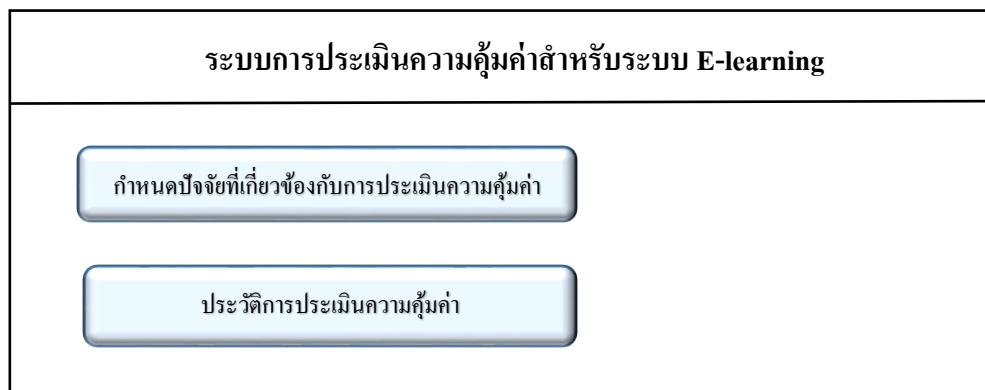 ระบบการประเมินความคุ้มค่าสำหรับระบบ E-learning
กำหนดปัจจัยที่เกี่ยวข้องกับการประเมินความคุ้มค่า
ประวัติการประเมินความคุ้มค่า